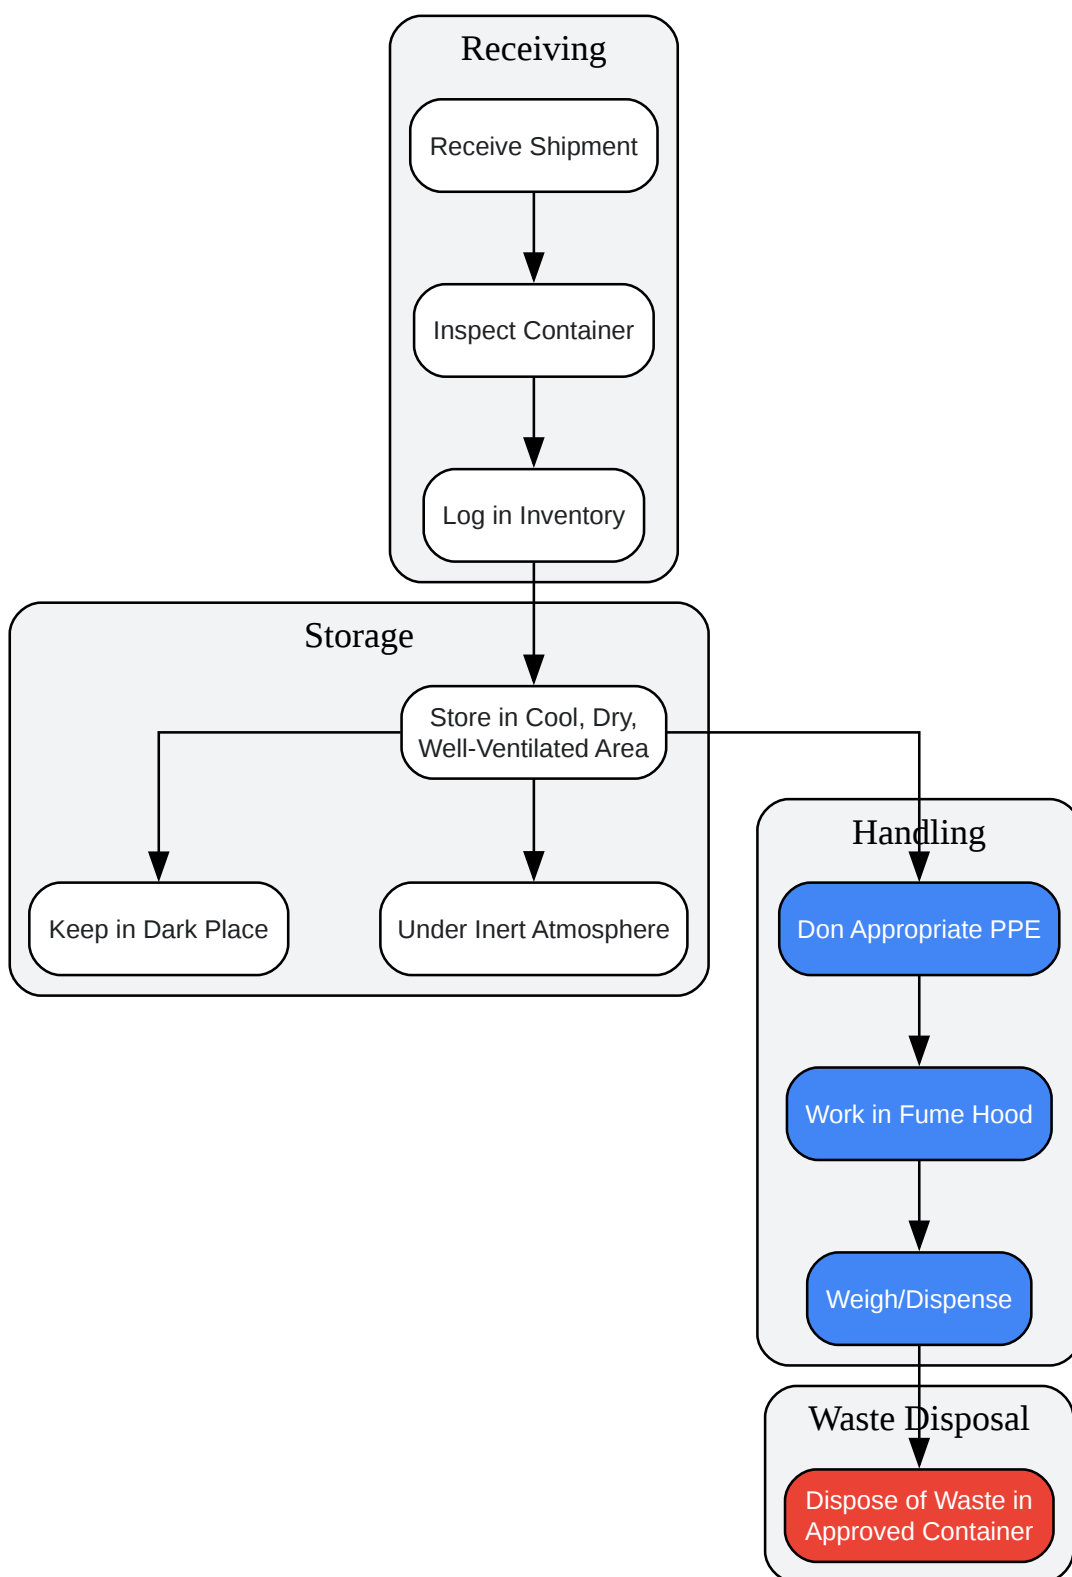 Receiving
Receive Shipment
Inspect Container
Log in Inventory
Storage
Store in Cool, Dry,
Well-Ventilated Area
Keep in Dark Place
Under Inert Atmosphere
Handling
Don Appropriate PPE
Work in Fume Hood
Weigh/Dispense
Waste Disposal
Dispose of Waste in
Approved Container